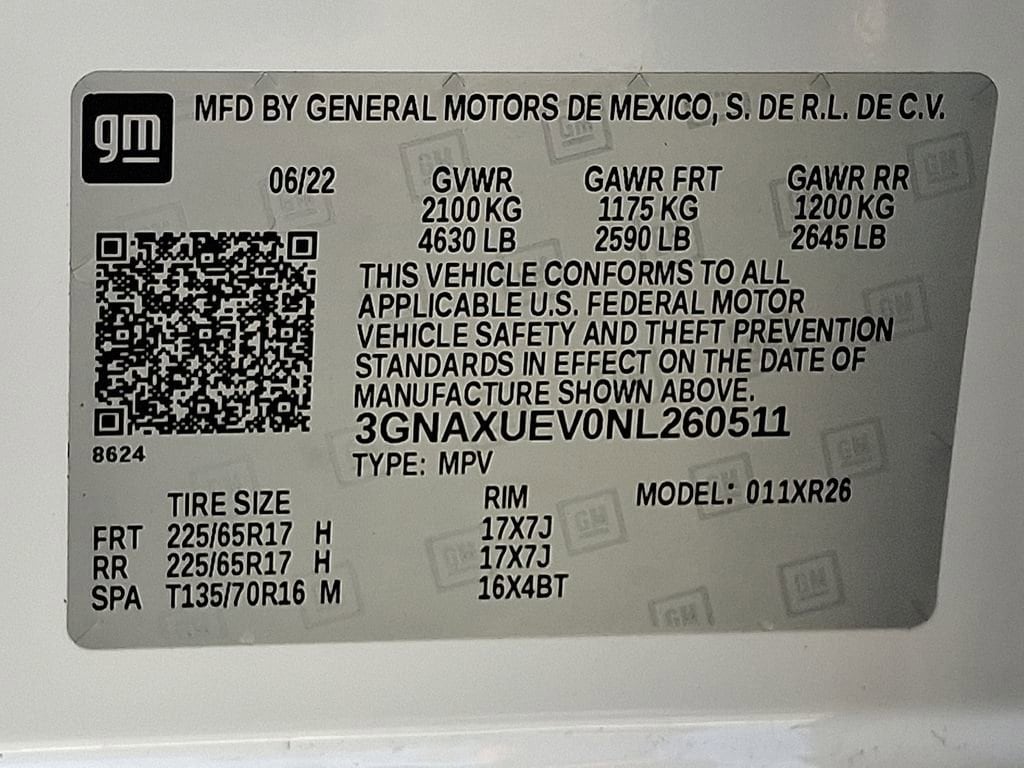 gm
MFD BY GENERAL MOTORS DE MEXICO, S. DE R.L. DE C.V.
06/22 GVWR GAWR FRT GAWR RR
2100 KG 1175 KG 1200 KG
4630 LB 2590 LB 2645 LB
THIS VEHICLE CONFORMS TO ALL
APPLICABLE U.S. FEDERAL MOTOR
VEHICLE SAFETY AND THEFT PREVENTION
STANDARDS IN EFFECT ON THE DATE OF
MANUFACTURE SHOWN ABOVE.
3GNAXUEV0NL260511
8624
TYPE: MPV
TIRE SIZE RIM MODEL: 011XR26
FRT 225/65R17 H 17X7J
RR 225/65R17 H 17X7J
SPA T135/70R16 M 16X4BT